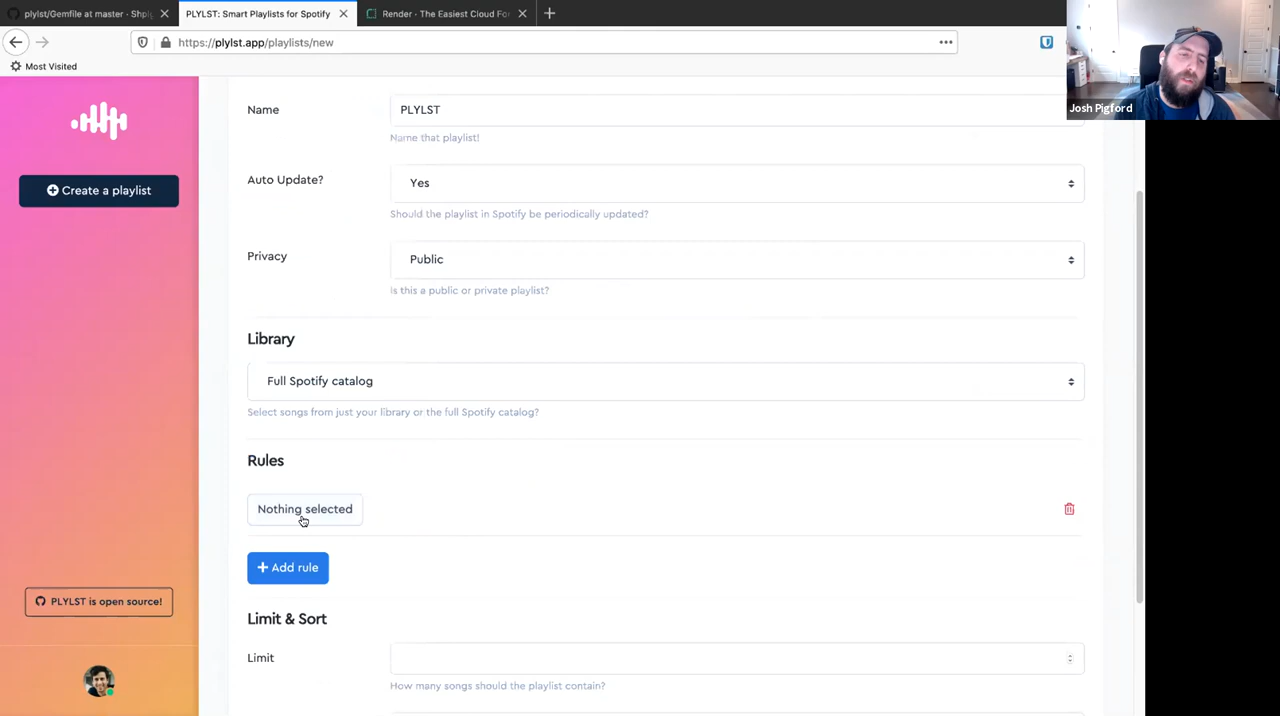 plylst/Gemfile at master · Shpig
PLYLST: Smart Playlists for Spotify
Render · The Easiest Cloud For
https://plylst.app/playlists/new
Most Visited
Josh Pigford
Create a playlist
Name
PLYLST
Name that playlist!
Auto Update?
Yes
Should the playlist in Spotify be periodically updated?
Privacy
Public
Is this a public or private playlist?
Library
Full Spotify catalog
Select songs from just your library or the full Spotify catalog?
Rules
Nothing selected
+ Add rule
PLYLST is open source!
Limit & Sort
Limit
How many songs should the playlist contain?